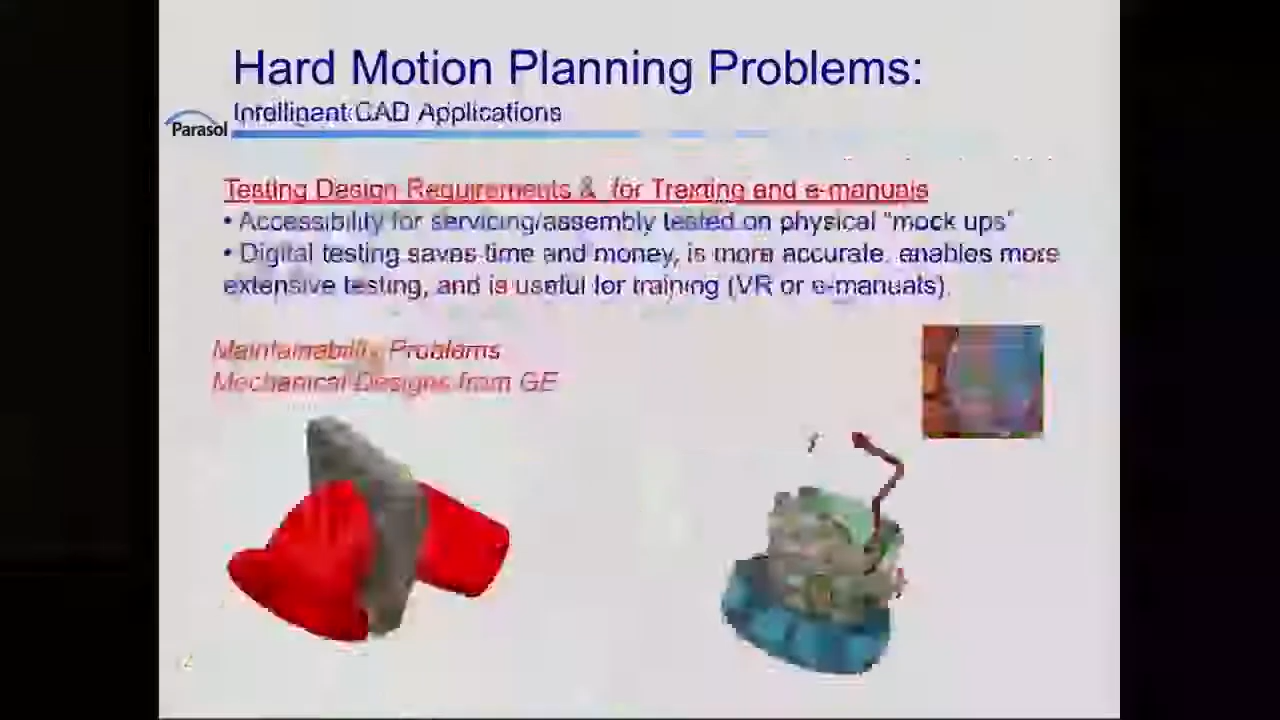 Hard Motion Planning Problems:
Intelligent CAD Applications
Parasol
Testing Design Requirements & for Training and e-manuals
• Accessibility for servicing/assembly tested on physical "mock ups"
• Digital testing saves time and money, is more accurate, enables more
extensive testing, and is useful for training (VR or e-manuals).
Maintainability Problems
Mechanical Designs from GE